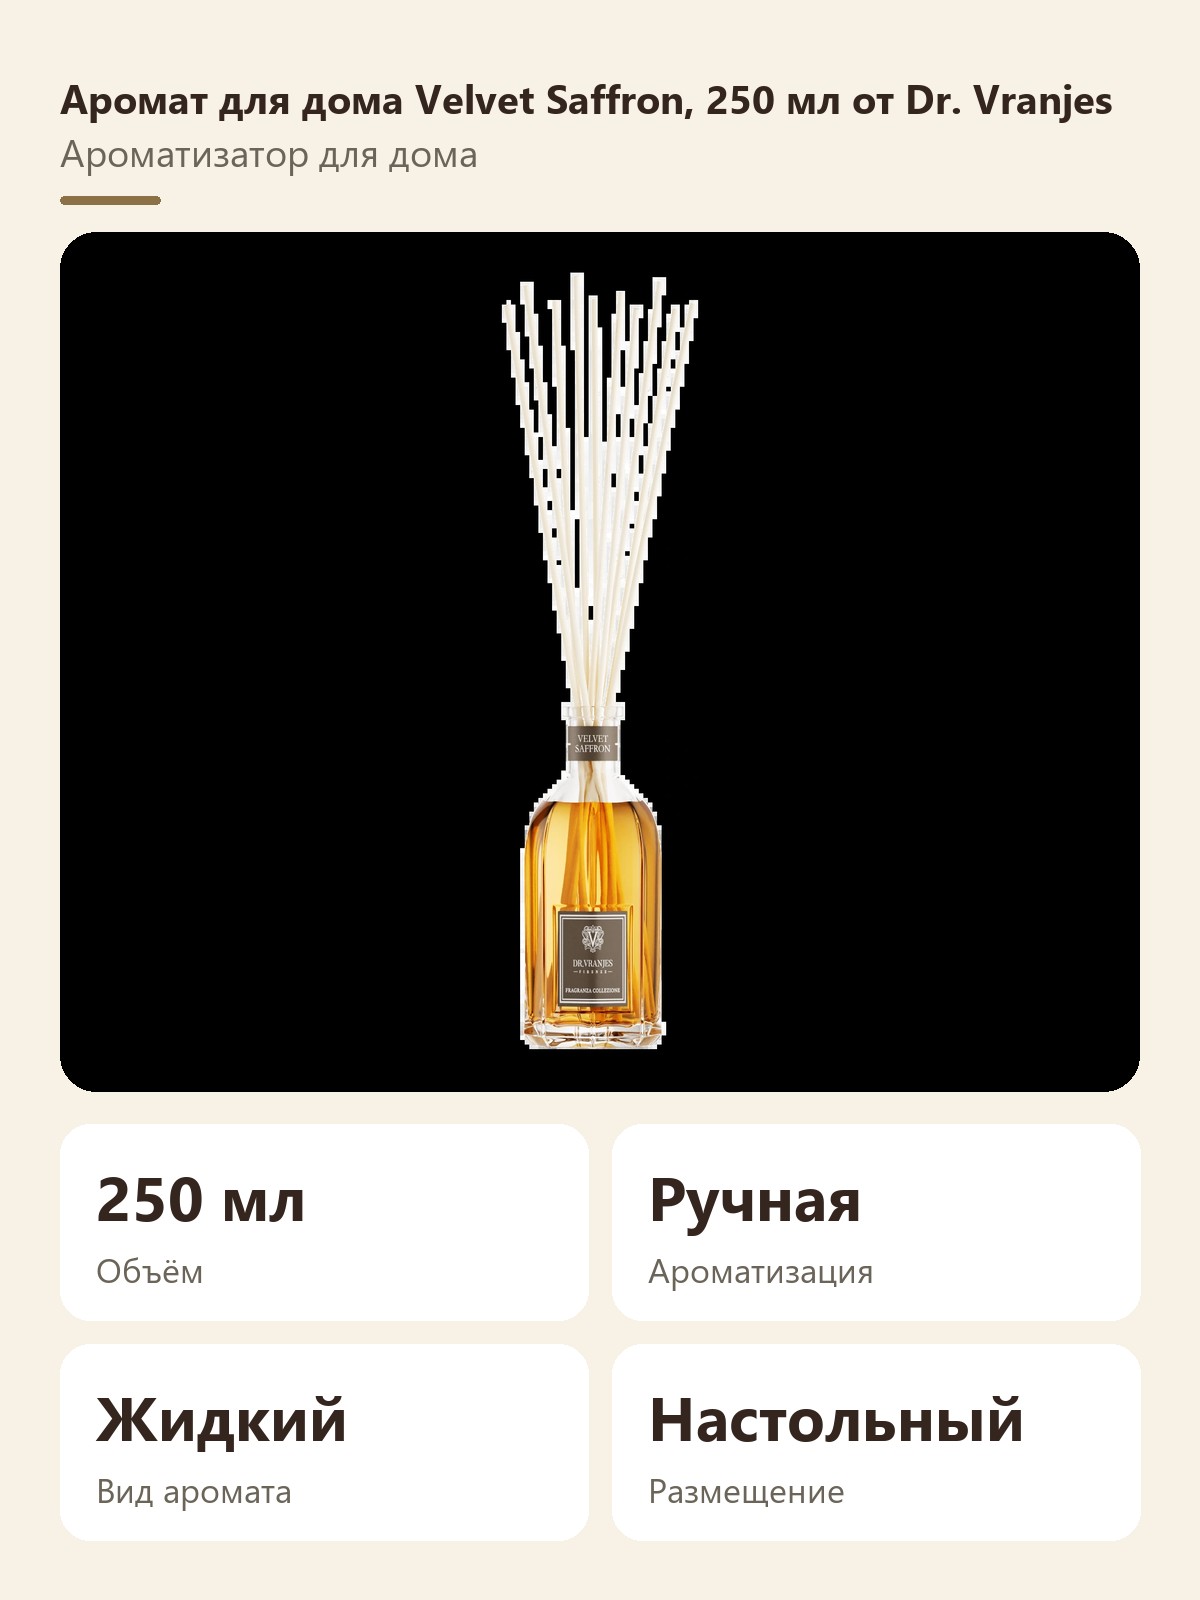 Аромат для дома Velvet Saffron, 250 мл от Dr. Vranjes
Ароматизатор для дома
VELVET
SAFFRON
V
DR.VRANJES
FIRENZE
FRAGRANZA COLLEZIONE
250 мл
Объём
Ручная
Ароматизация
Жидкий
Вид аромата
Настольный
Размещение